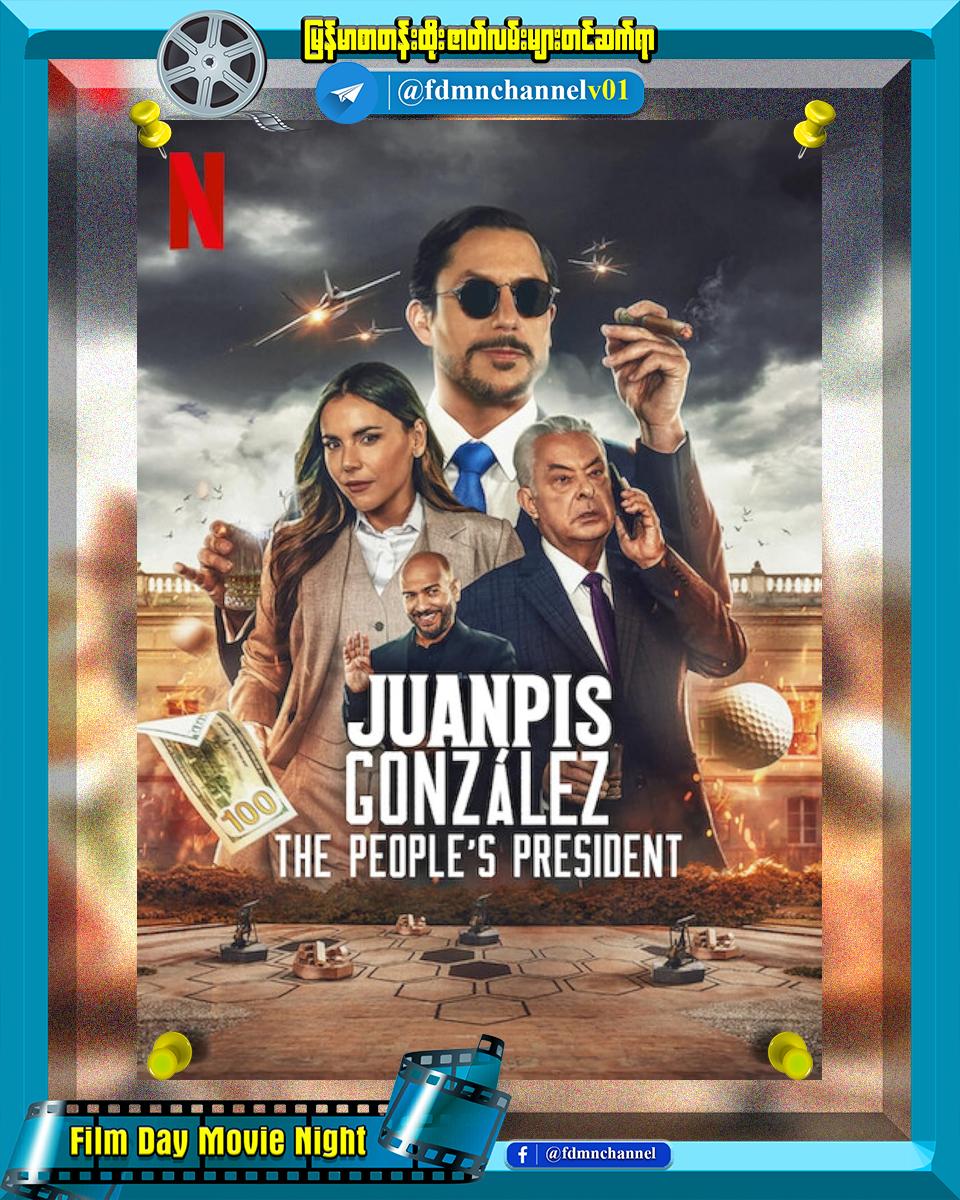 မြန်မာစာတန်းထိုးဇာတ်လမ်းများတင်ဆက်ရာ
@fdmnchannelv01
N
JUANPIS
GONZÁLEZ
THE PEOPLE'S PRESIDENT
100
Film Day Movie Night
f @fdmnchannel